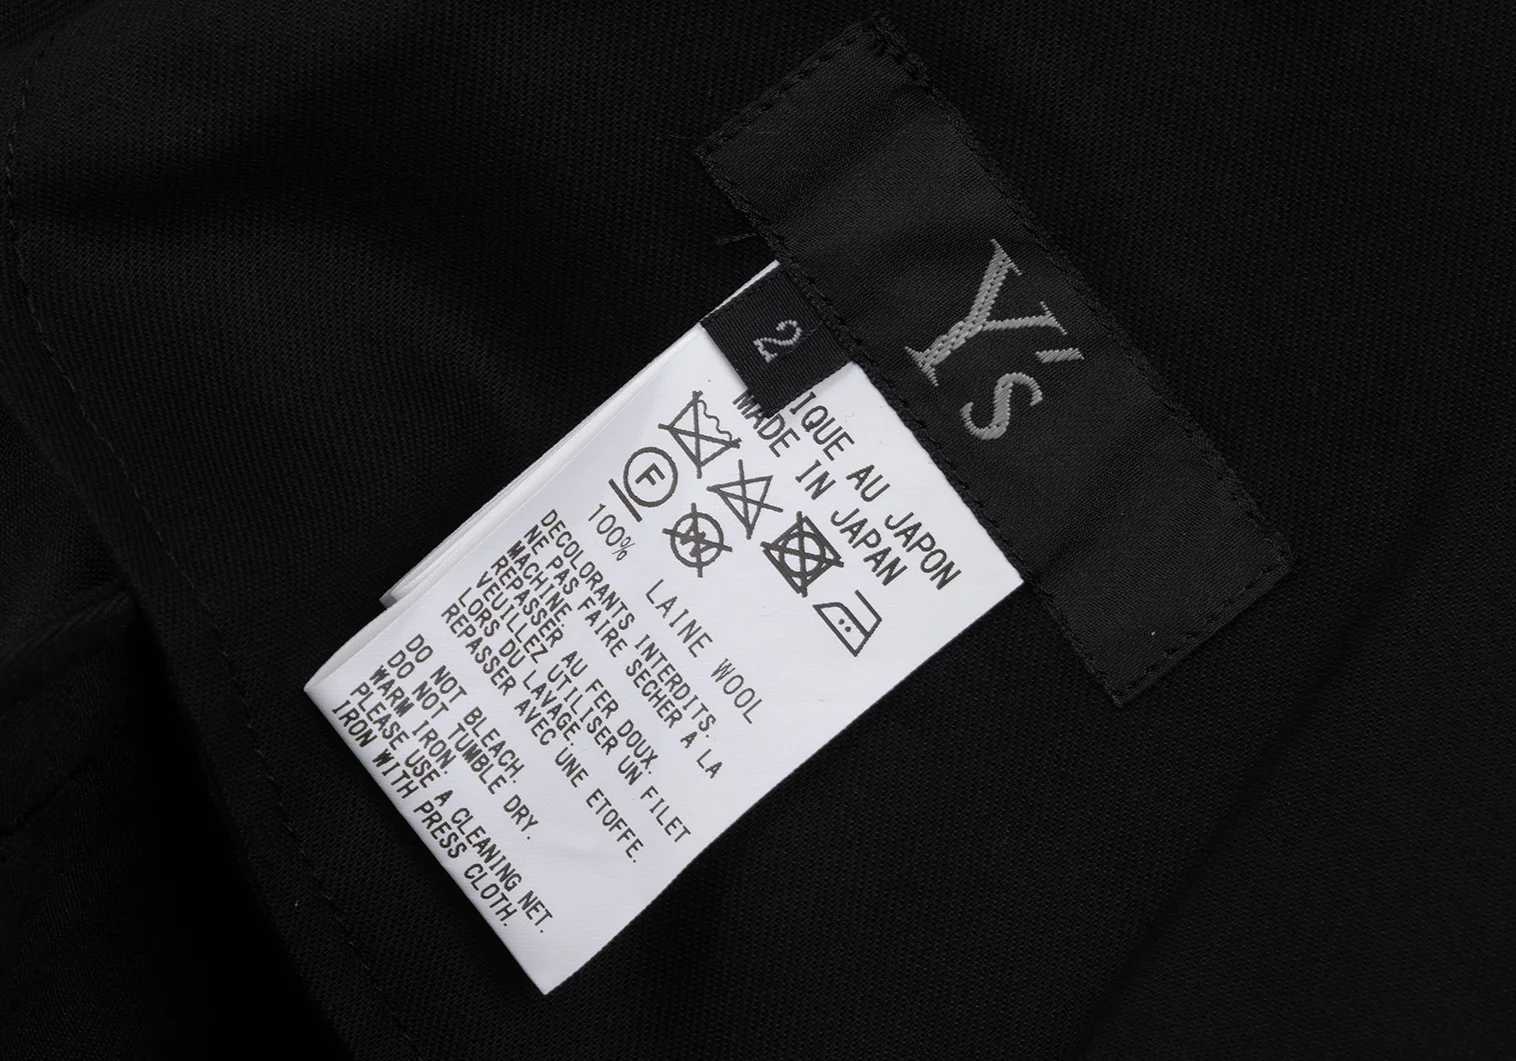 Y's
2
IQUE AU JAPON
MADE IN JAPAN
F
W
100% LAINE WOOL
DECOLORANTS INTERDITS.
NE PAS FAIRE SECHER A LA
MACHINE
REPASSER AU FER DOUX.
VEUILLEZ UTILISER UN FILET
LORS DU LAVAGE.
REPASSER AVEC UNE ETOFFE.
DO NOT BLEACH.
DO NOT TUMBLE DRY.
WARM IRON.
PLEASE USE A CLEANING NET.
IRON WITH PRESS CLOTH.